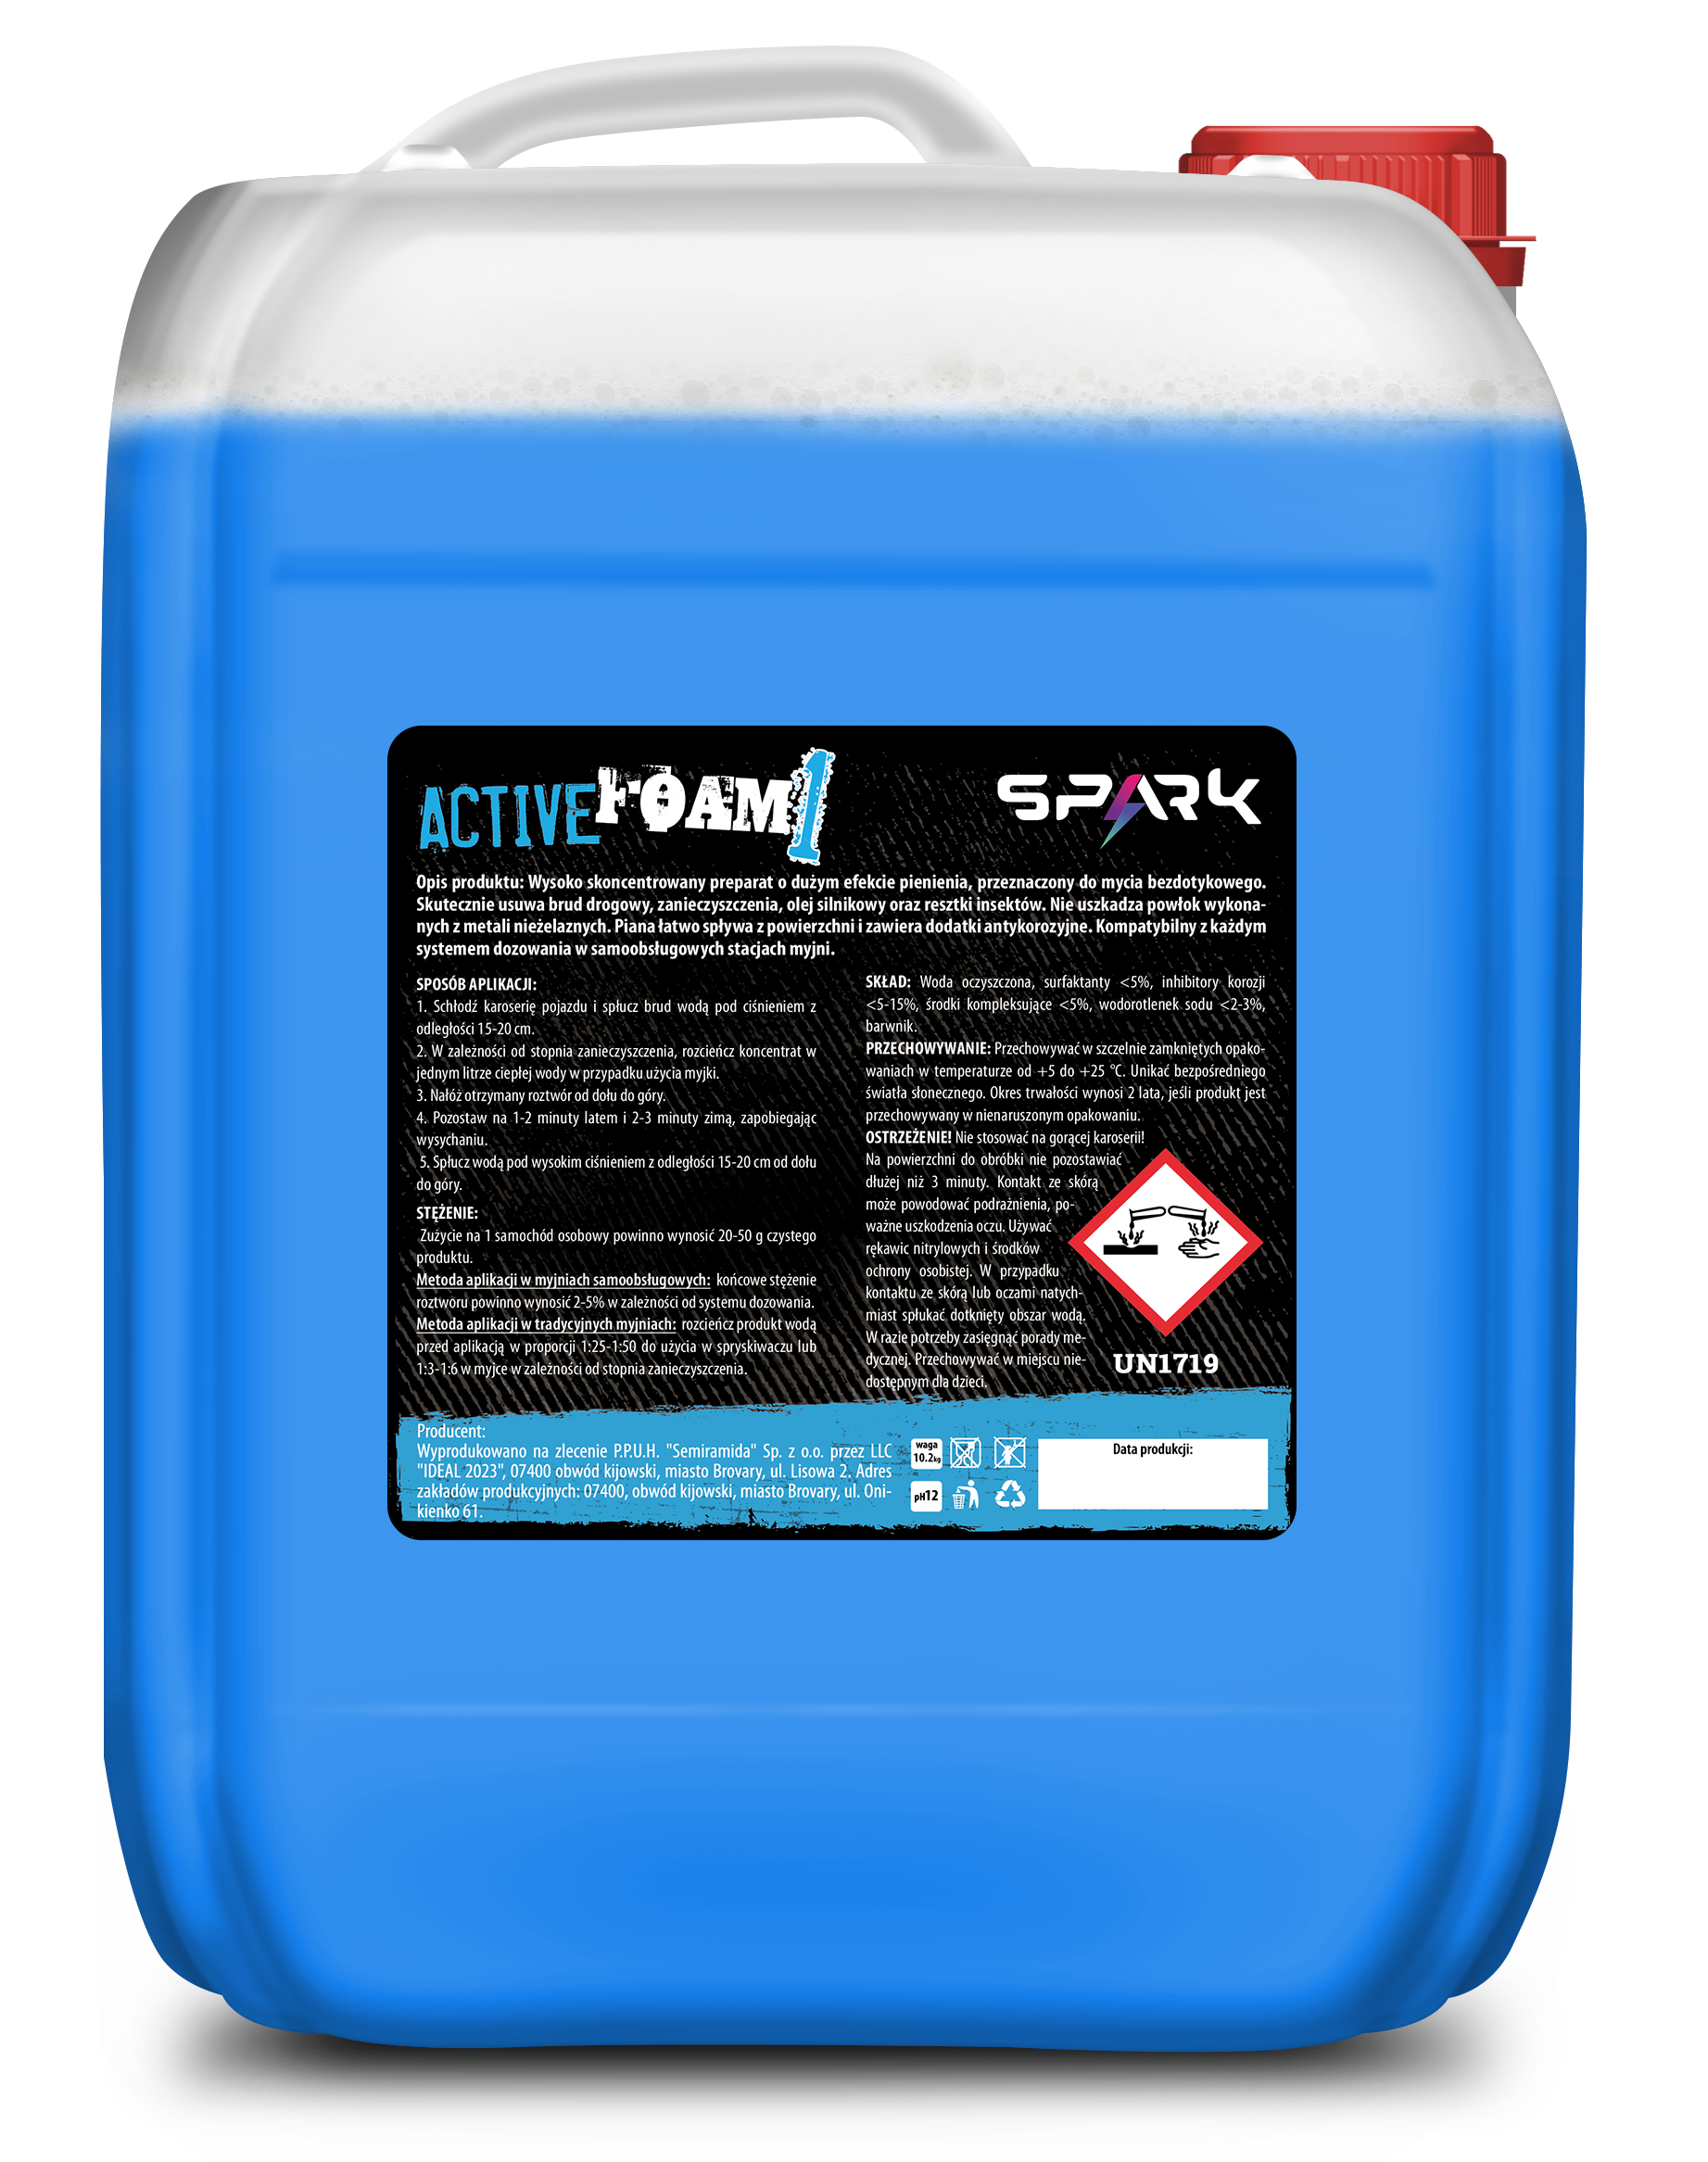 ACTIVE FOAM 1
SPARK
Opis produktu: Wysoko skoncentrowany preparat o dużym efekcie pienienia, przeznaczony do mycia bezdotykowego.
Skutecznie usuwa brud drogowy, zanieczyszczenia, olej silnikowy oraz resztki insektów. Nie uszkadza powłok wykona-
nych z metali nieżelaznych. Piana łatwo spływa z powierzchni i zawiera dodatki antykorozyjne. Kompatybilny z każdym
systemem dozowania w samoobsługowych stacjach myjni.
SPOSÓB APLIKACJI:
1. Schłodź karoserię pojazdu i spłucz brud wodą pod ciśnieniem z
odległości 15-20 cm.
2. W zależności od stopnia zanieczyszczenia, rozcieńcz koncentrat w
jednym litrze ciepłej wody w przypadku użycia myjki.
3. Nałóż otrzymany roztwór od dołu do góry.
4. Pozostaw na 1-2 minuty latem i 2-3 minuty zimą, zapobiegając
wysychaniu.
5. Spłucz wodą pod wysokim ciśnieniem z odległości 15-20 cm od dołu
do góry.
STĘŻENIE:
Zużycie na 1 samochód osobowy powinno wynosić 20-50 g czystego
produktu.
Metoda aplikacji w myjniach samoobsługowych: końcowe stężenie
roztworu powinno wynosić 2-5% w zależności od systemu dozowania.
Metoda aplikacji w tradycyjnych myjniach: rozcieńcz produkt wodą
przed aplikacją w proporcji 1:25-1:50 do użycia w spryskiwaczu lub
1:3-1:6 w myjce w zależności od stopnia zanieczyszczenia.
SKŁAD: Woda oczyszczona, surfaktanty <5%, inhibitory korozji
<5-15%, środki kompleksujące <5%, wodorotlenek sodu <2-3%,
barwnik.
PRZECHOWYWANIE: Przechowywać w szczelnie zamkniętych opako-
waniach w temperaturze od +5 do +25 °C. Unikać bezpośredniego
światła słonecznego. Okres trwałości wynosi 2 lata, jeśli produkt jest
przechowywany w nienaruszonym opakowaniu.
OSTRZEŻENIE! Nie stosować na gorącej karoserii!
Na powierzchni do obróbki nie pozostawiać
dłużej niż 3 minuty. Kontakt ze skórą
może powodować podrażnienia, po-
ważne uszkodzenia oczu. Używać
rękawic nitrylowych i środków
ochrony osobistej. W przypadku
kontaktu ze skórą lub oczami natych-
miast spłukać dotknięty obszar wodą.
W razie potrzeby zasięgnąć porady me-
dycznej. Przechowywać w miejscu nie-
dostępnym dla dzieci.
UN1719
Producent:
Wyprodukowano na zlecenie P.P.U.H. "Semiramida" Sp. z o.o. przez LLC
"IDEAL 2023", 07400 obwód kijowski, miasto Brovary, ul. Lisowa 2. Adres
zakładów produkcyjnych: 07400, obwód kijowski, miasto Brovary, ul. Oni-
kienko 61.
waga
10.2kg
pH12
Data produkcji: